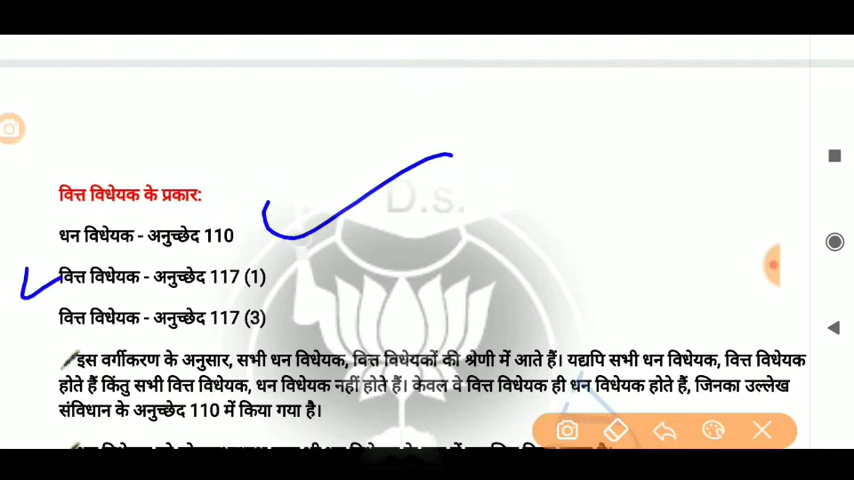 D.s.
वित्त विधेयक के प्रकार:
धन विधेयक - अनुच्छेद 110
वित्त विधेयक - अनुच्छेद 117 (1)
वित्त विधेयक - अनुच्छेद 117 (3)
इस वर्गीकरण के अनुसार, सभी धन विधेयक, वित्त विधेयकों की श्रेणी में आते हैं। यद्यपि सभी धन विधेयक, वित्त विधेयक
होते हैं किंतु सभी वित्त विधेयक, धन विधेयक नहीं होते हैं। केवल वे वित्त विधेयक ही धन विधेयक होते हैं, जिनका उल्लेख
संविधान के अनुच्छेद 110 में किया गया है।